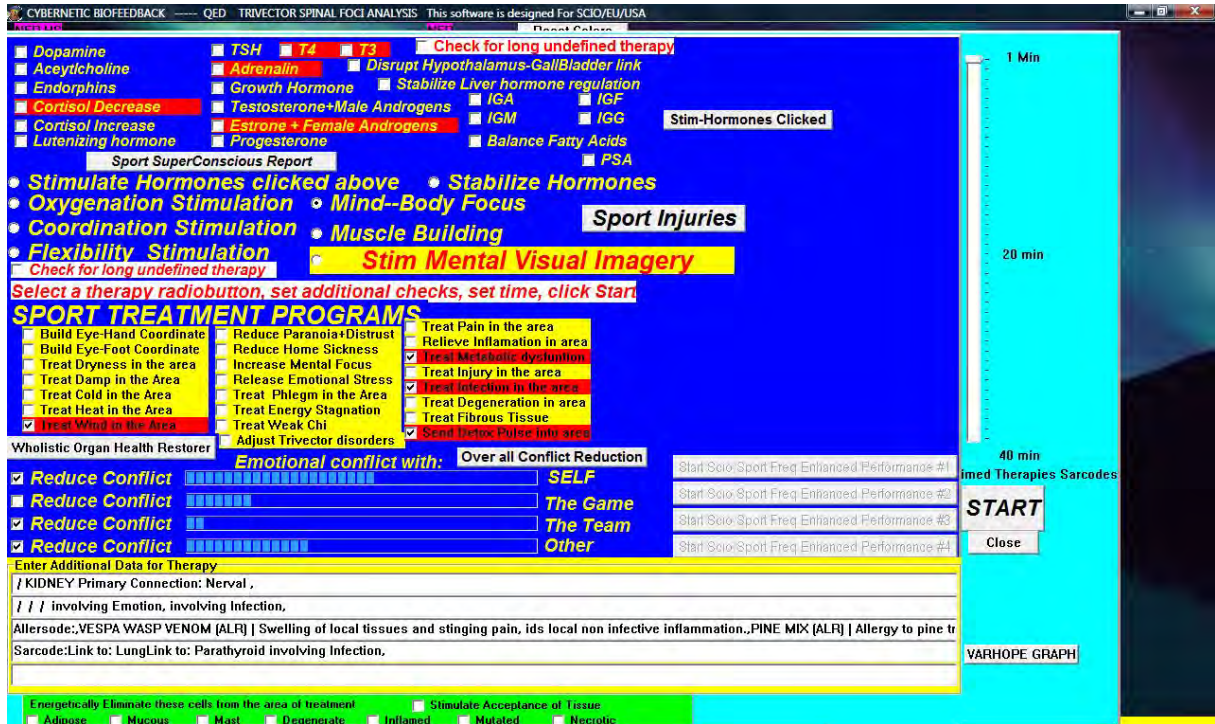 CYBERNETIC BIOFEEDBACK ----- QED TRIVECTOR SPINAL FOCI ANALYSIS This software is designed For SCIO/EU/USA
Reset Colors
Dopamine
Aceytlcholine
Endorphins
Cortisol Decrease
Cortisol Increase
Lutenizing hormone
TSH T4 T3
Adrenalin
Growth Hormone
Testosterone+Male Androgens
Estrone + Female Androgens
Progesterone
Check for long undefined therapy
Disrupt Hypothalamus-GallBladder link
Stabilize Liver hormone regulation
IGA IGF
IGM IGG
Balance Fatty Acids
PSA
Stim-Hormones Clicked
Sport SuperConscious Report
Stimulate Hormones clicked above Stabilize Hormones
Oxygenation Stimulation Mind--Body Focus
Coordination Stimulation Muscle Building
Flexibility Stimulation
Sport Injuries
Stim Mental Visual Imagery
Check for long undefined therapy
Select a therapy radiobutton, set additional checks, set time, click Start
SPORT TREATMENT PROGRAMS
Build Eye-Hand Coordinate
Build Eye-Foot Coordinate
Treat Dryness in the area
Treat Damp in the Area
Treat Cold in the Area
Treat Heat in the Area
Treat Wind in the Area
Reduce Paranoia+Distrust
Reduce Home Sickness
Increase Mental Focus
Release Emotional Stress
Treat Phlegm in the Area
Treat Energy Stagnation
Treat Weak Chi
Adjust Trivector disorders
Treat Pain in the area
Relieve Inflamation in area
Treat Metabolic dysfuntion
Treat Injury in the area
Treat Infection in the area
Treat Degeneration in area
Treat Fibrous Tissue
Send Detox Pulse into area
Wholistic Organ Health Restorer
Emotional conflict with: Over all Conflict Reduction
Reduce Conflict SELF
Reduce Conflict The Game
Reduce Conflict The Team
Reduce Conflict Other
Start Scio Sport Freq Enhanced Performance #1
Start Scio Sport Freq Enhanced Performance #2
Start Scio Sport Freq Enhanced Performance #3
Start Scio Sport Freq Enhanced Performance #4
1 Min
20 min
40 min
imed Therapies Sarcodes
START
Close
VARHOPE GRAPH
Enter Additional Data for Therapy
/ KIDNEY Primary Connection: Nerval ,
/ / / involving Emotion, involving Infection,
Allersode:,VESPA WASP VENOM (ALR) | Swelling of local tissues and stinging pain, ids local non infective inflammation.,PINE MIX (ALR) | Allergy to pine tr
Sarcode:Link to: LungLink to: Parathyroid involving Infection,
Energetically Eliminate these cells from the area of treatment Stimulate Acceptance of Tissue
Adipose Mucous Mast Degenerate Inflamed Mutated Necrotic